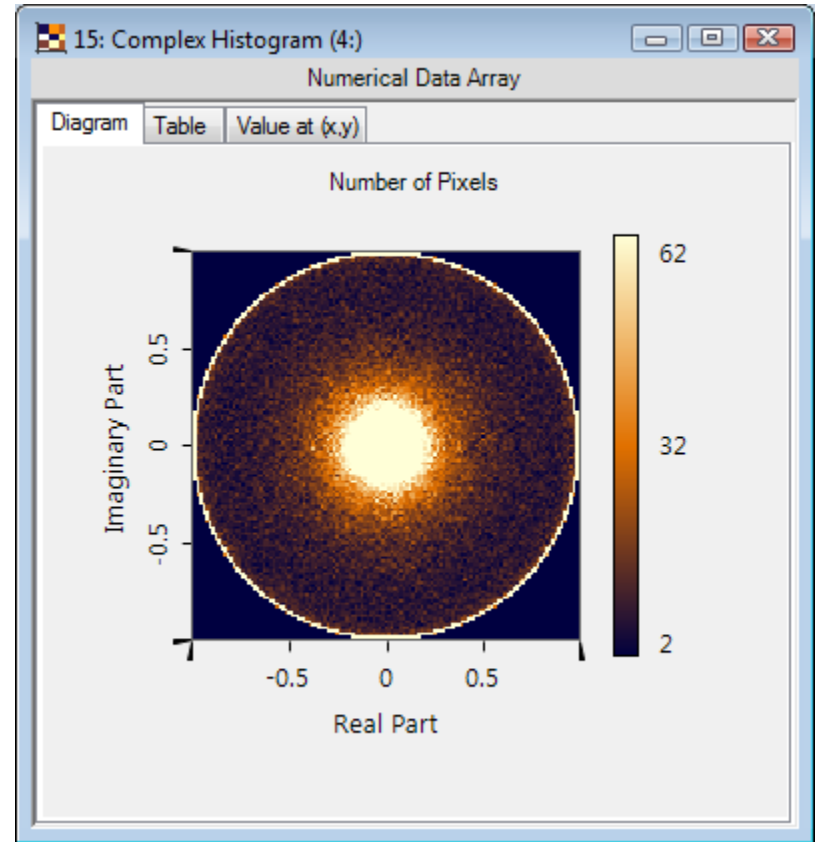 15: Complex Histogram (4:)
Numerical Data Array
Diagram Table Value at (x,y)
Number of Pixels
62
32
2
Imaginary Part
0.5
0
-0.5
-0.5 0 0.5
Real Part